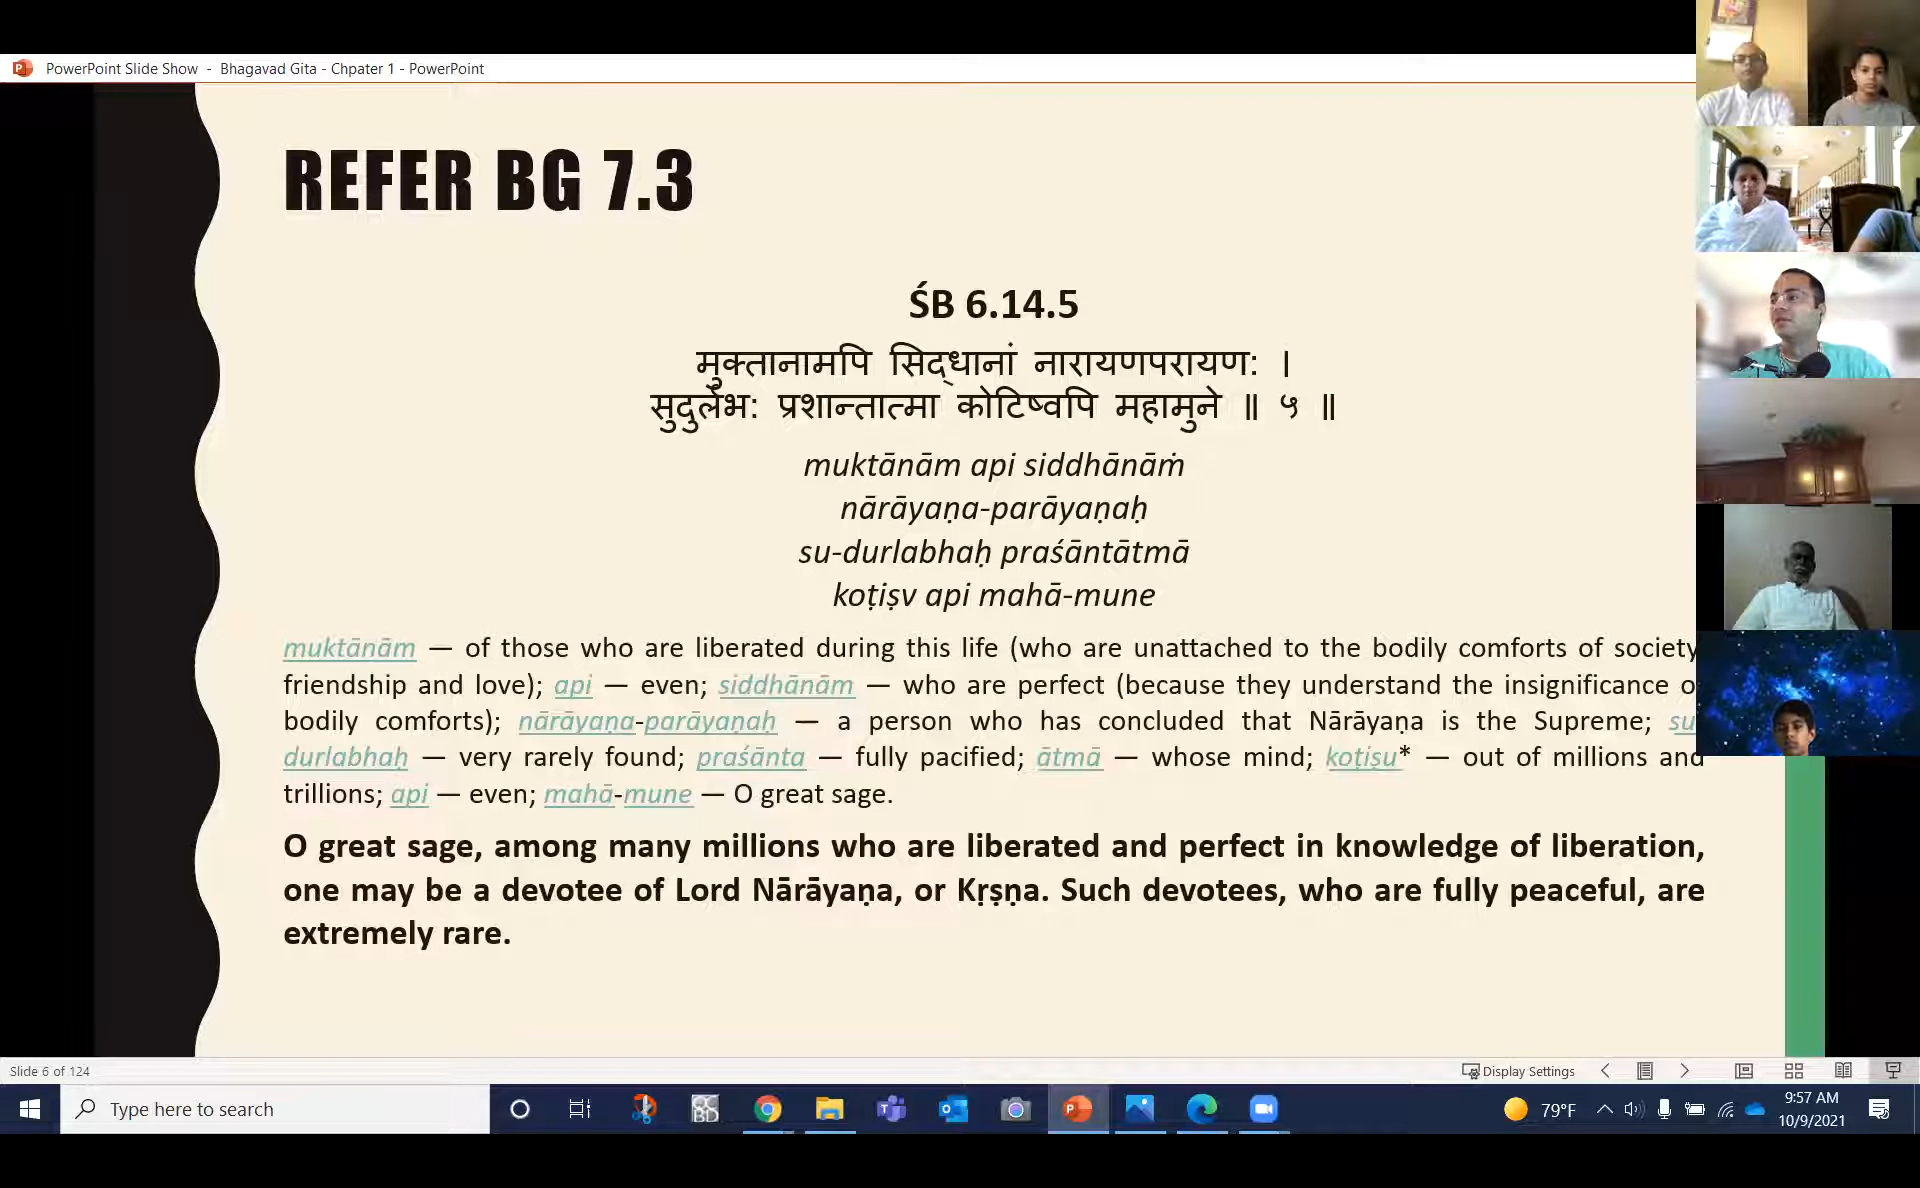 PowerPoint Slide Show - Bhagavad Gita - Chpater 1 - PowerPoint
REFER BG 7.3
ŚB 6.14.5
मुक्तानामपि सिद्धानां नारायणपरायण: ।
सुदुर्लभ: प्रशान्तात्मा कोटिष्वपि महामुने ॥ ५ ॥
muktānām api siddhānāṁ
nārāyaṇa-parāyaṇaḥ
su-durlabhaḥ praśāntātmā
koṭiṣv api mahā-mune
muktānām — of those who are liberated during this life (who are unattached to the bodily comforts of society
friendship and love); api — even; siddhānām — who are perfect (because they understand the insignificance o
bodily comforts); nārāyaṇa-parāyaṇaḥ — a person who has concluded that Nārāyaṇa is the Supreme; su
durlabhaḥ — very rarely found; praśānta — fully pacified; ātmā — whose mind; koṭiṣu* — out of millions and
trillions; api — even; mahā-mune — O great sage.
O great sage, among many millions who are liberated and perfect in knowledge of liberation,
one may be a devotee of Lord Nārāyaṇa, or Kṛṣṇa. Such devotees, who are fully peaceful, are
extremely rare.
Slide 6 of 124
Display Settings
Type here to search
79°F
9:57 AM
10/9/2021